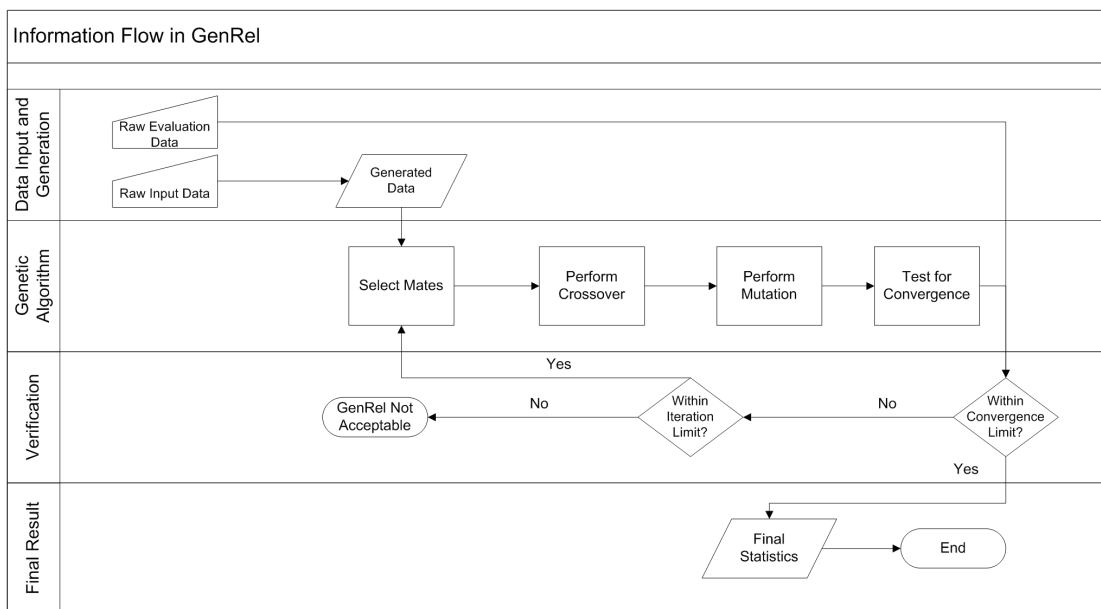 Information Flow in GenRel
Data Input and
Generation
Raw Evaluation
Data
Raw Input Data
Generated
Data
Genetic
Algorithm
Select Mates
Perform
Crossover
Perform
Mutation
Test for
Convergence
Verification
Yes
GenRel Not
Acceptable
No
Within
Iteration
Limit?
No
Within
Convergence
Limit?
Yes
Final Result
Final
Statistics
End